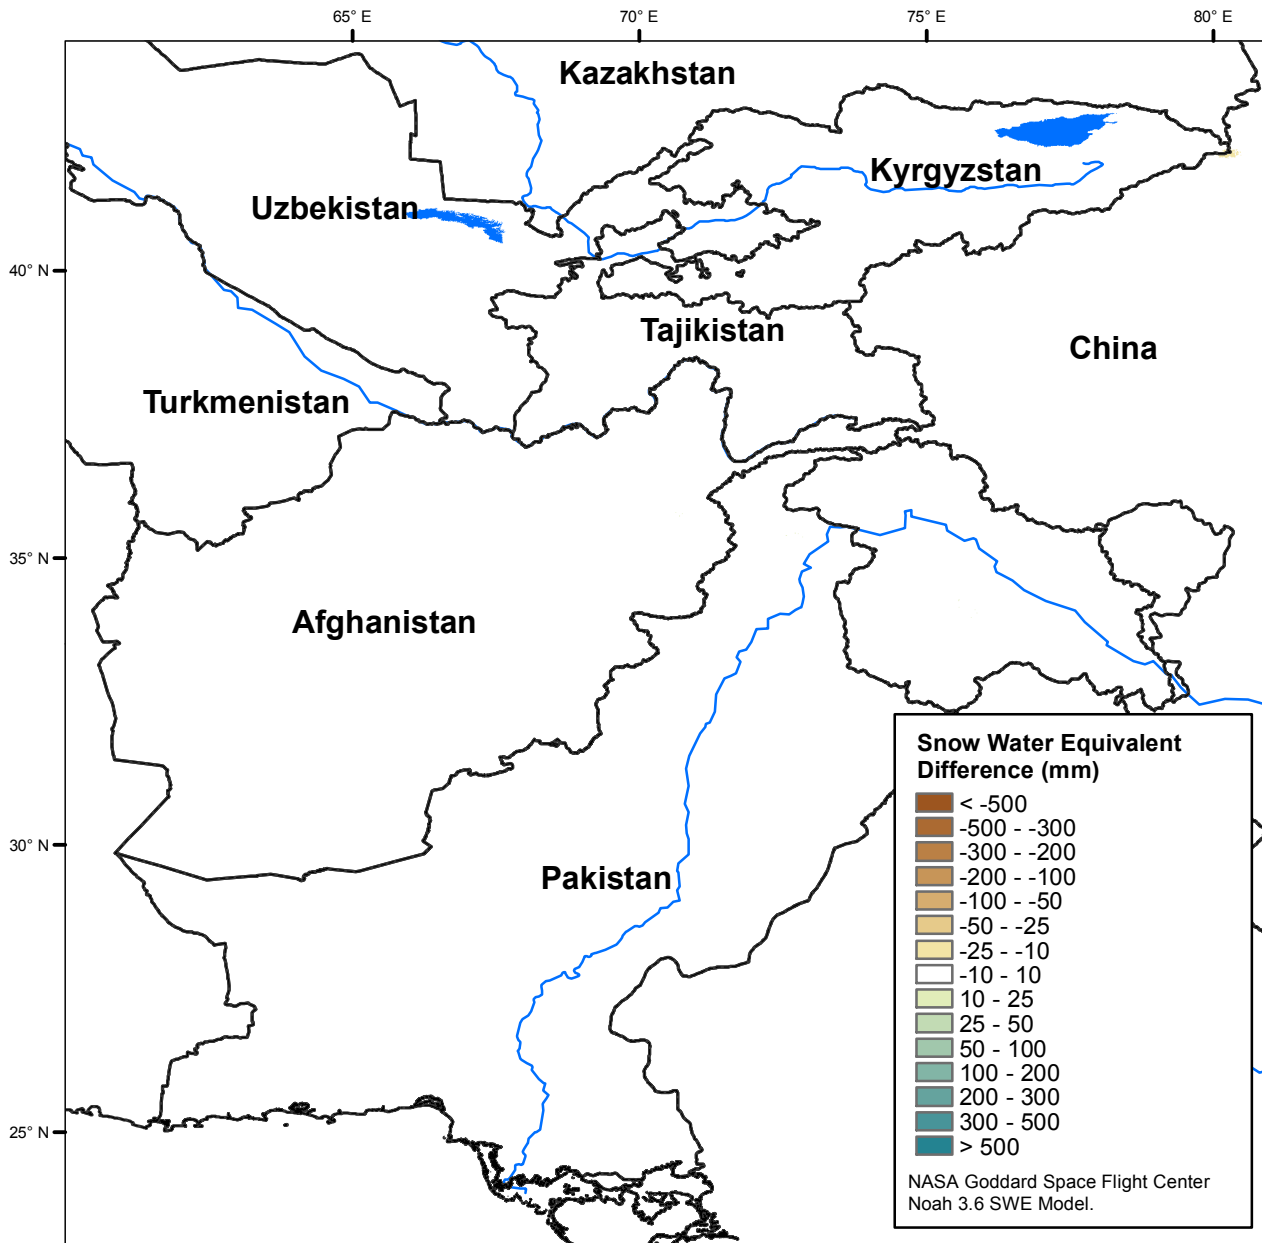 65° E 70° E 75° E 80° E
Kazakhstan
Kyrgyzstan
Uzbekistan
40° N
Tajikistan
China
Turkmenistan
35° N
Afghanistan
Snow Water Equivalent
Difference (mm)
< -500
-500 - -300
-300 - -200
-200 - -100
-100 - -50
-50 - -25
-25 - -10
-10 - 10
10 - 25
25 - 50
50 - 100
100 - 200
200 - 300
300 - 500
> 500
NASA Goddard Space Flight Center
Noah 3.6 SWE Model.
30° N
Pakistan
25° N